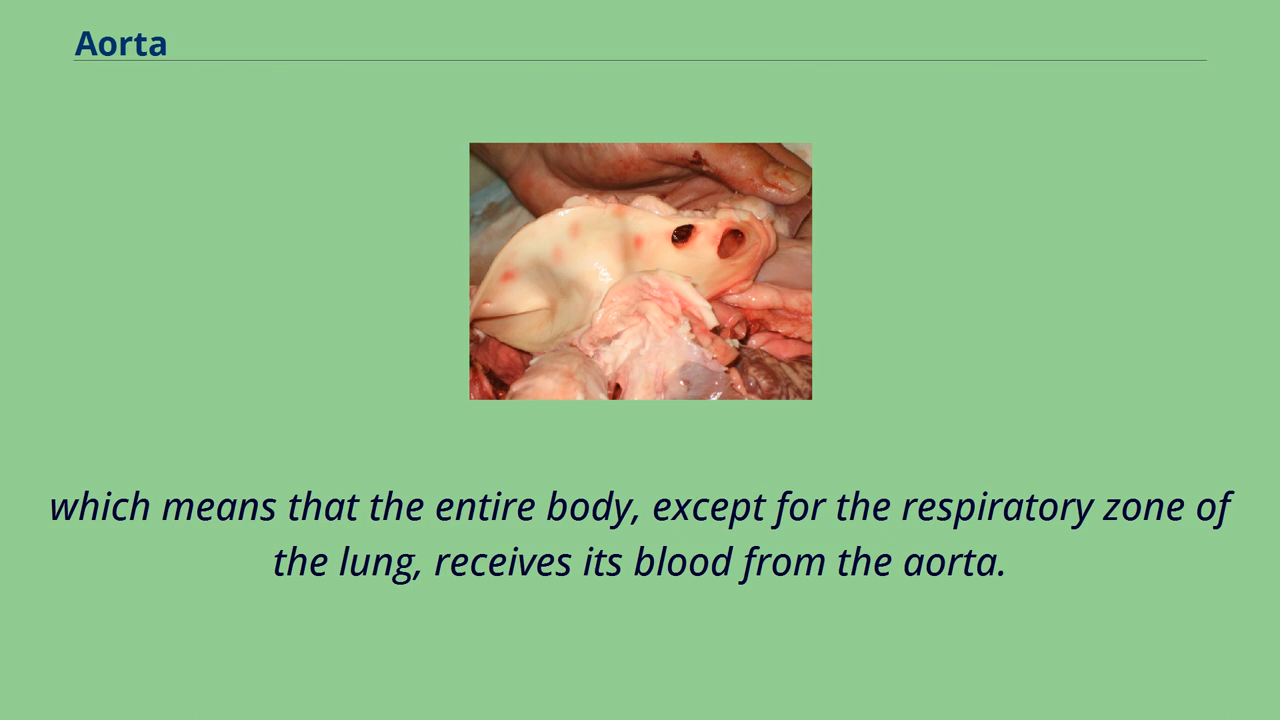 Aorta
which means that the entire body, except for the respiratory zone of
the lung, receives its blood from the aorta.